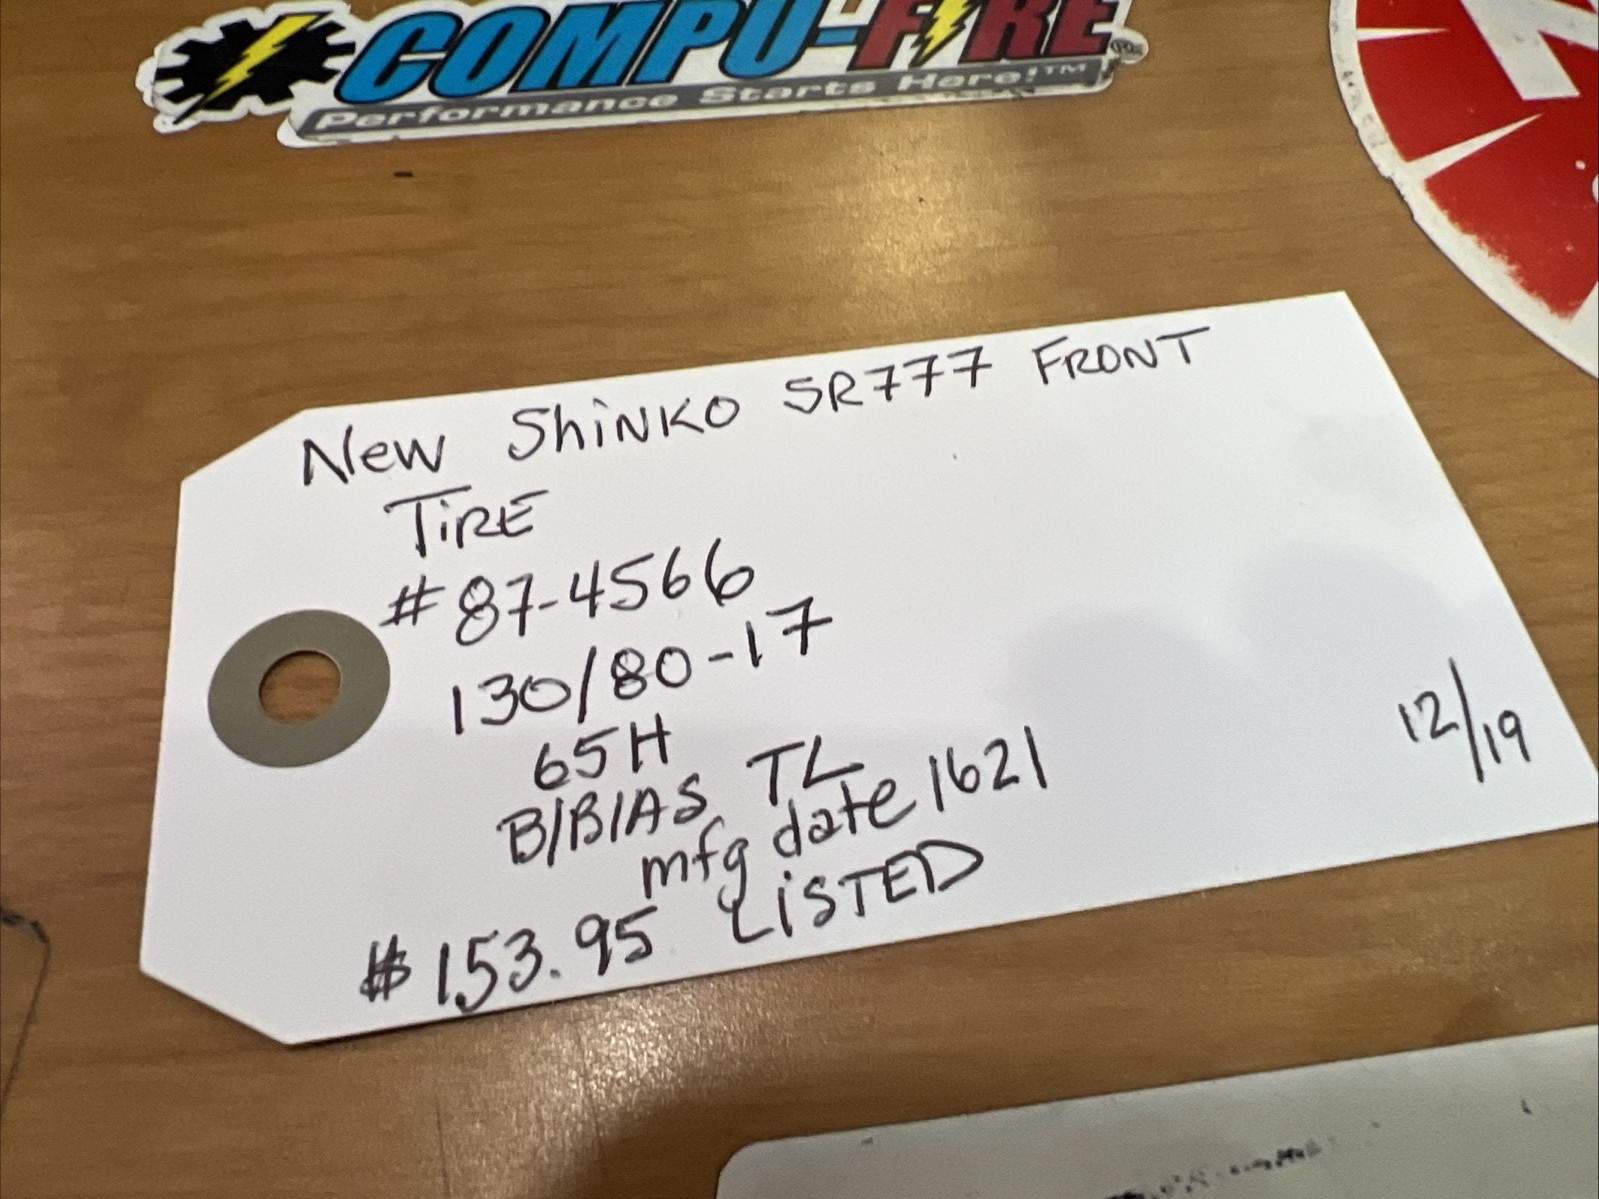 COMPU-FIRE®
Performance Starts Here!™
New Shinko SR777 FRONT
TiRE
#87-4566
130/80-17
65H
B/B/AS TL
mfg date 1621
$153.95 LiSTED
12/19